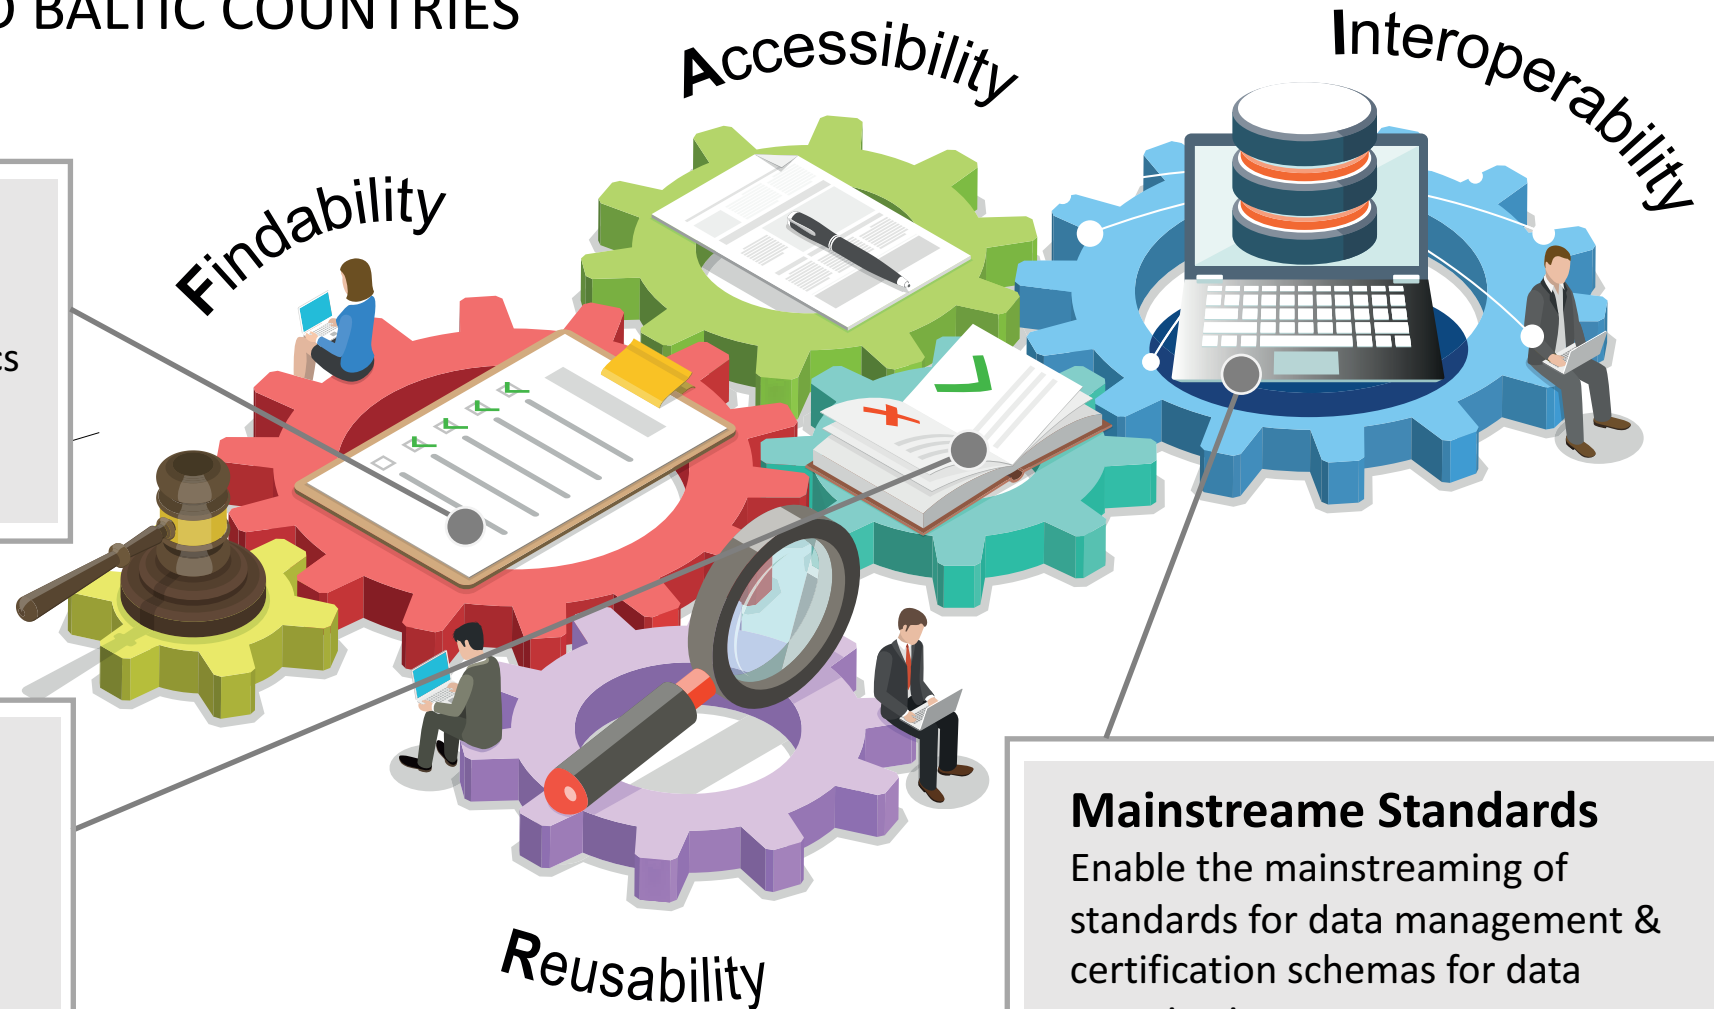 BALTIC COUNTRIES
Accessibility
Interoperability
Findability
cs
Reusability
Mainstreame Standards
Enable the mainstreaming of
standards for data management &
certification schemas for data